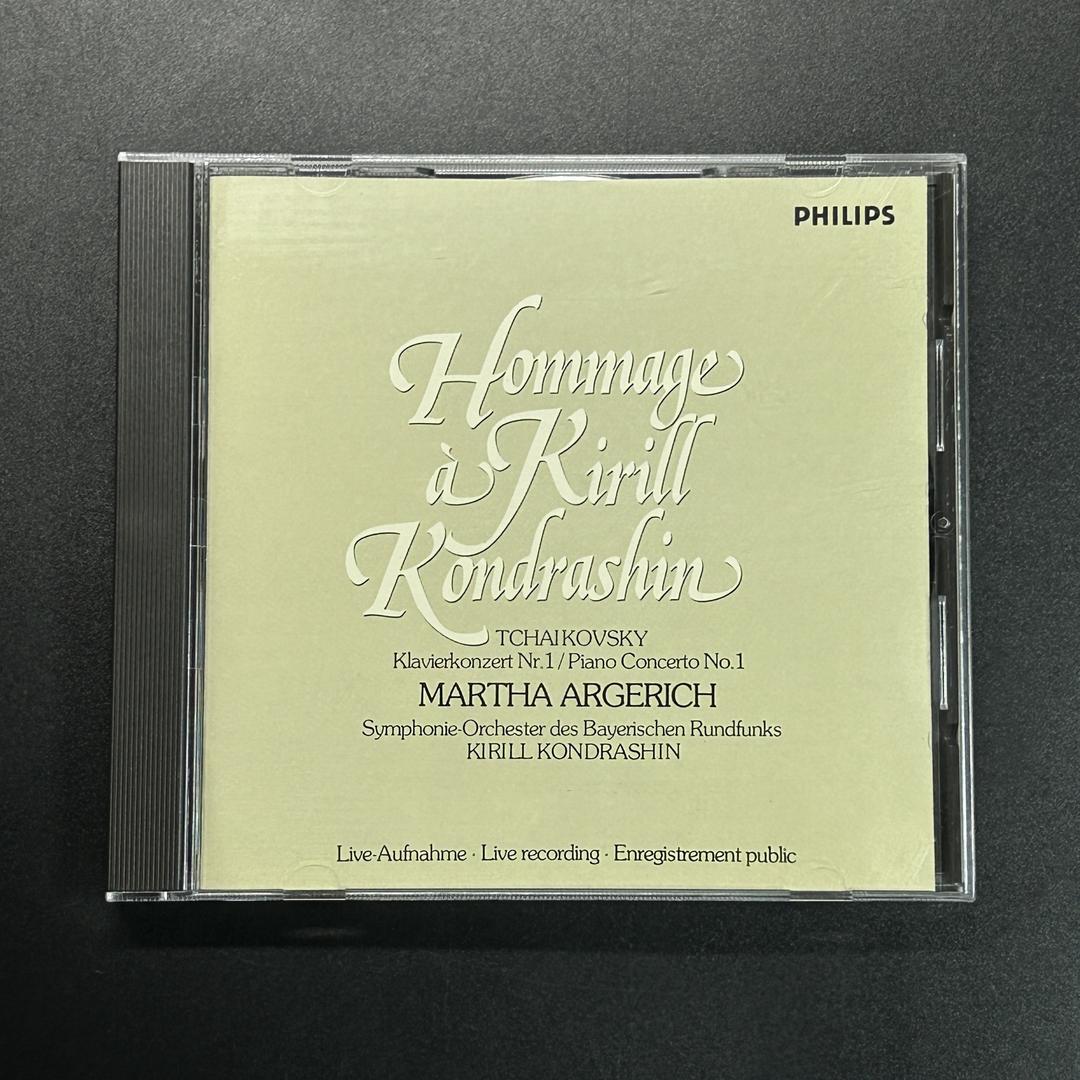 PHILIPS
Hommage
à Kirill
Kondrashin
TCHAIKOVSKY
Klavierkonzert Nr.1 / Piano Concerto No.1
MARTHA ARGERICH
Symphonie-Orchester des Bayerischen Rundfunks
KIRILL KONDRASHIN
Live-Aufnahme · Live recording · Enregistrement public